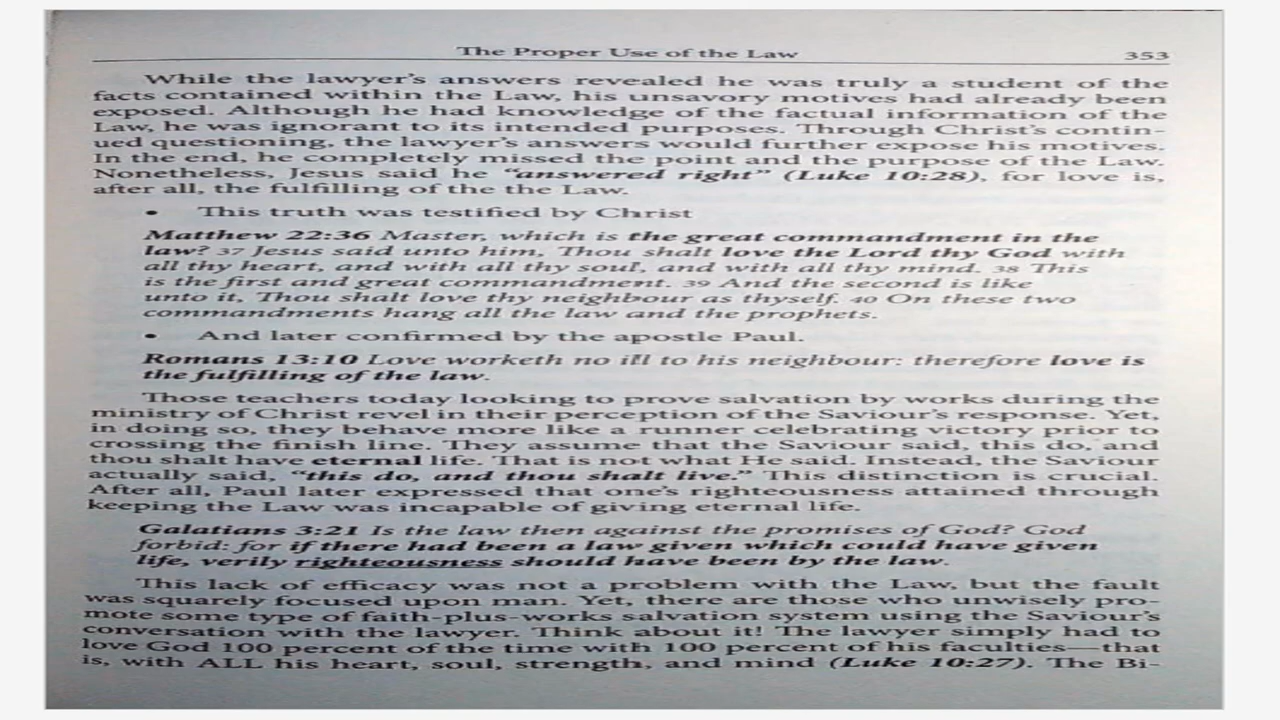 The Proper Use of the Law 353
While the lawyer's answers revealed he was truly a student of the
facts contained within the Law, his unsavory motives had already been
exposed. Although he had knowledge of the factual information of the
Law, he was ignorant to its intended purposes. Through Christ's contin-
ued questioning, the lawyer's answers would further expose his motives.
In the end, he completely missed the point and the purpose of the Law.
Nonetheless, Jesus said he “answered right” (Luke 10:28), for love is,
after all, the fulfilling of the the Law.
• This truth was testified by Christ
Matthew 22:36 Master, which is the great commandment in the
law? 37 Jesus said unto him, Thou shalt love the Lord thy God with
all thy heart, and with all thy soul, and with all thy mind. 38 This
is the first and great commandment. 39 And the second is like
unto it, Thou shalt love thy neighbour as thyself. 40 On these two
commandments hang all the law and the prophets.
• And later confirmed by the apostle Paul.
Romans 13:10 Love worketh no ill to his neighbour: therefore love is
the fulfilling of the law.
Those teachers today looking to prove salvation by works during the
ministry of Christ revel in their perception of the Saviour's response. Yet,
in doing so, they behave more like a runner celebrating victory prior to
crossing the finish line. They assume that the Saviour said, this do, and
thou shalt have eternal life. That is not what He said. Instead, the Saviour
actually said, “this do, and thou shalt live.” This distinction is crucial.
After all, Paul later expressed that one's righteousness attained through
keeping the Law was incapable of giving eternal life.
Galatians 3:21 Is the law then against the promises of God? God
forbid: for if there had been a law given which could have given
life, verily righteousness should have been by the law.
This lack of efficacy was not a problem with the Law, but the fault
was squarely focused upon man. Yet, there are those who unwisely pro-
mote some type of faith-plus-works salvation system using the Saviour's
conversation with the lawyer. Think about it! The lawyer simply had to
love God 100 percent of the time with 100 percent of his faculties—that
is, with ALL his heart, soul, strength, and mind (Luke 10:27). The Bi-